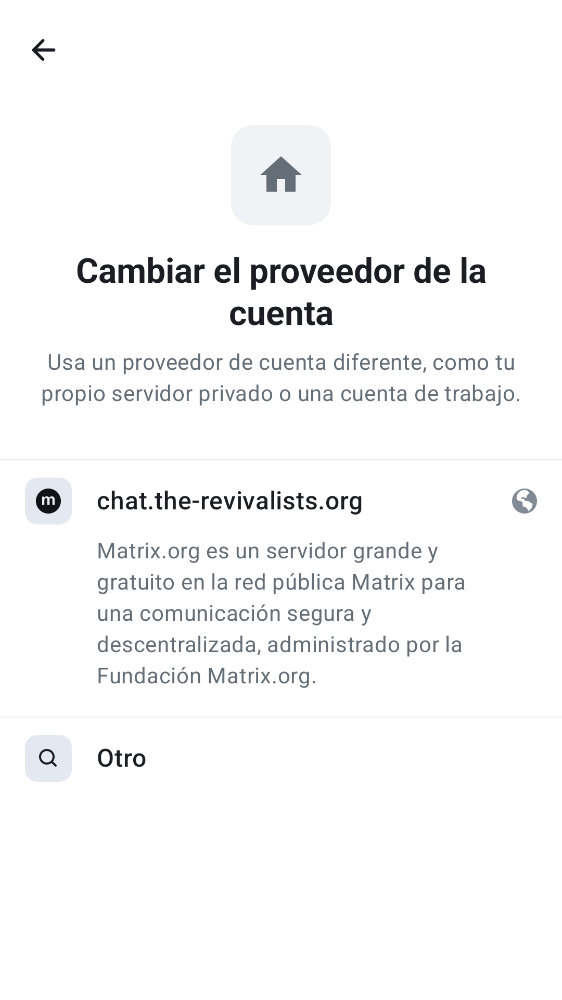 Cambiar el proveedor de la
cuenta
Usa un proveedor de cuenta diferente, como tu
propio servidor privado o una cuenta de trabajo.
m
chat.the-revivalists.org
Matrix.org es un servidor grande y
gratuito en la red pública Matrix para
una comunicación segura y
descentralizada, administrado por la
Fundación Matrix.org.
Otro